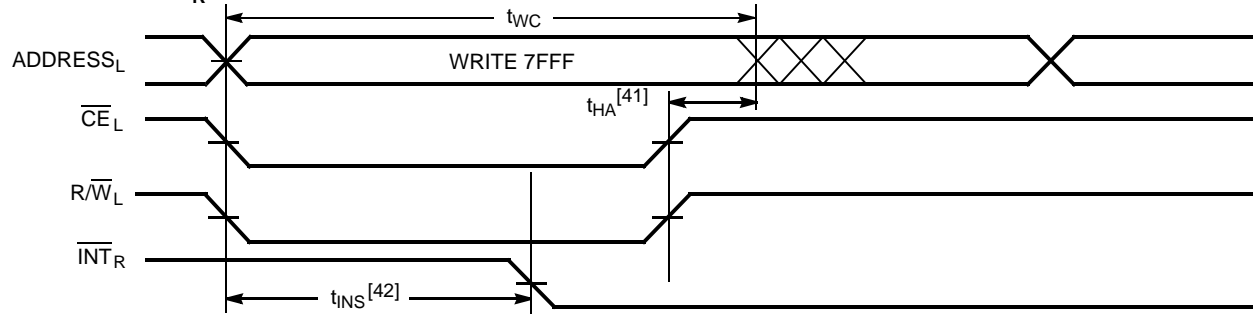 R
tWC
ADDRESSL
WRITE 7FFF
tHA[41]
CEL
R/WL
INTR
tINS[42]